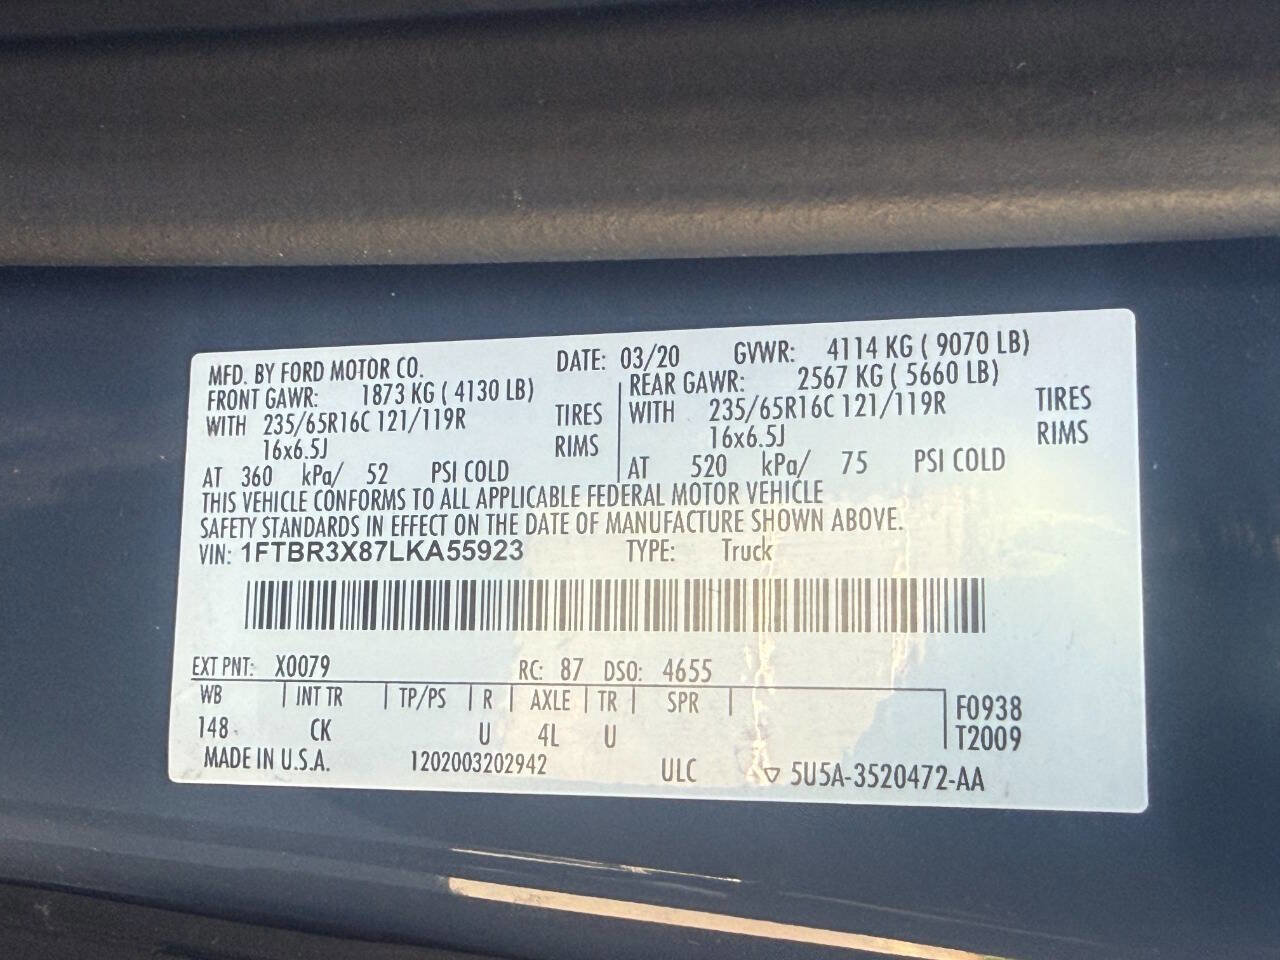 MFD. BY FORD MOTOR CO. DATE: 03/20 GVWR: 4114 KG ( 9070 LB)
FRONT GAWR: 1873 KG ( 4130 LB) REAR GAWR: 2567 KG ( 5660 LB)
WITH 235/65R16C 121/119R TIRES WITH 235/65R16C 121/119R TIRES
16x6.5J RIMS 16x6.5J RIMS
AT 360 kPa/ 52 PSI COLD AT 520 kPa/ 75 PSI COLD
THIS VEHICLE CONFORMS TO ALL APPLICABLE FEDERAL MOTOR VEHICLE
SAFETY STANDARDS IN EFFECT ON THE DATE OF MANUFACTURE SHOWN ABOVE.
VIN: 1FTBR3X87LKA55923 TYPE: Truck
EXT PNT: X0079 RC: 87 DSO: 4655
WB INT TR TP/PS R AXLE TR SPR F0938
148 CK U 4L U T2009
MADE IN U.S.A. 1202003202942 ULC ▽ 5U5A-3520472-AA